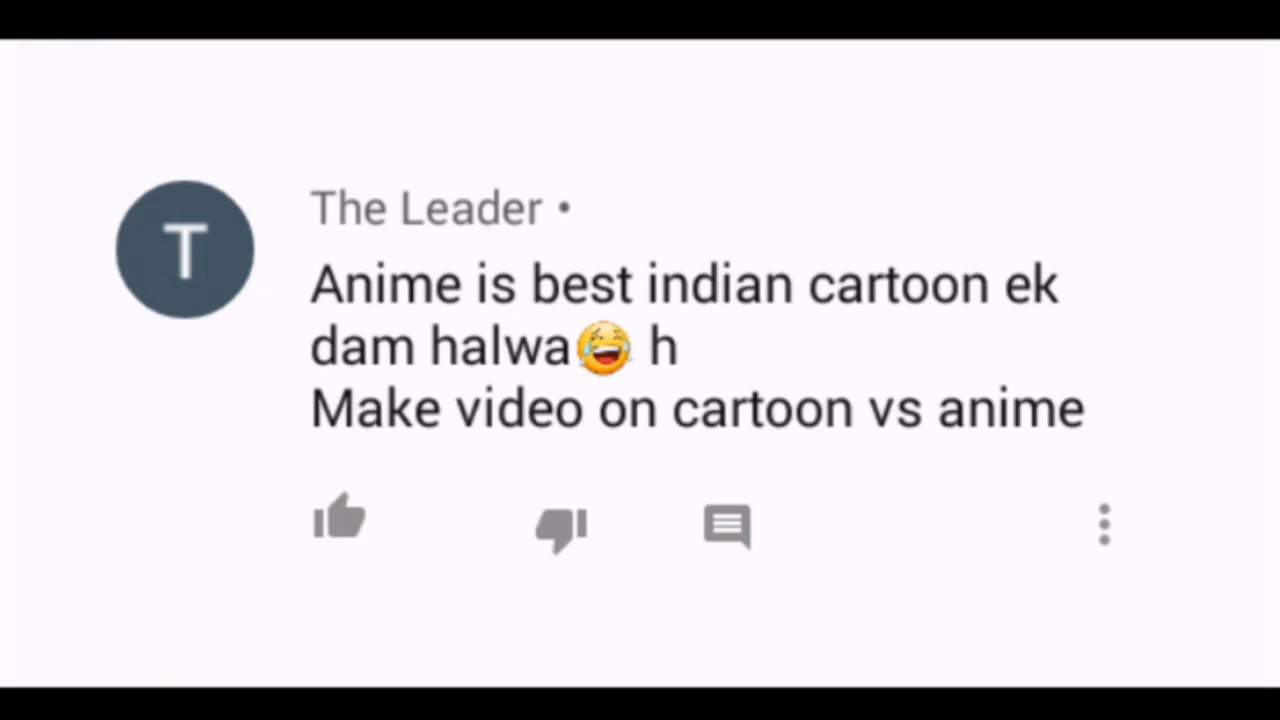 T
The Leader •
Anime is best indian cartoon ek
dam halwa😂 h
Make video on cartoon vs anime